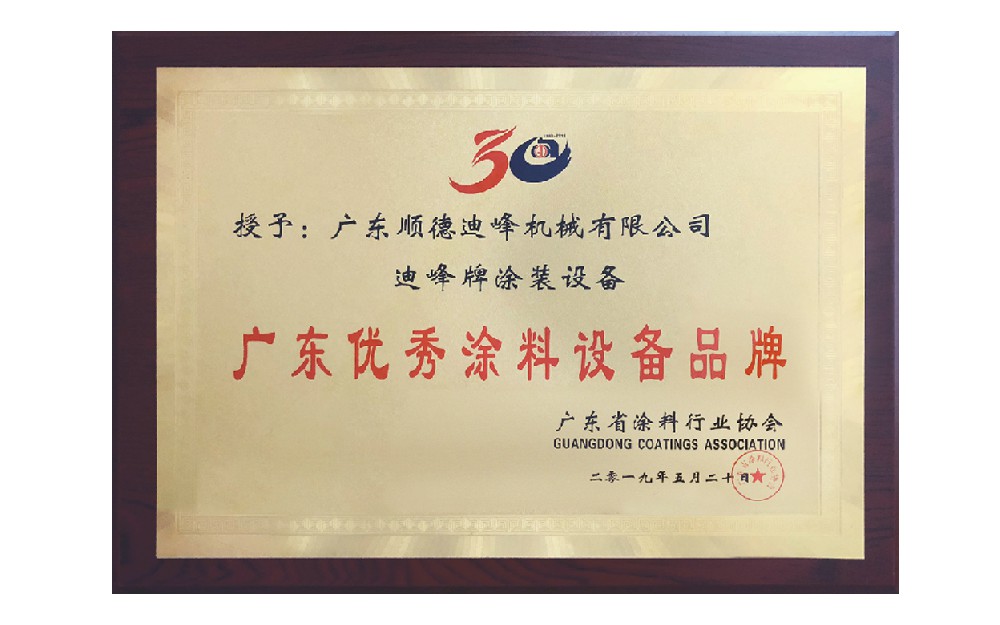 30
授予：广东顺德迪峰机械有限公司
迪峰牌涂装设备
广东优秀涂料设备品牌
广东省涂料行业协会
GUANGDONG COATINGS ASSOCIATION
二零一九年五月二十日